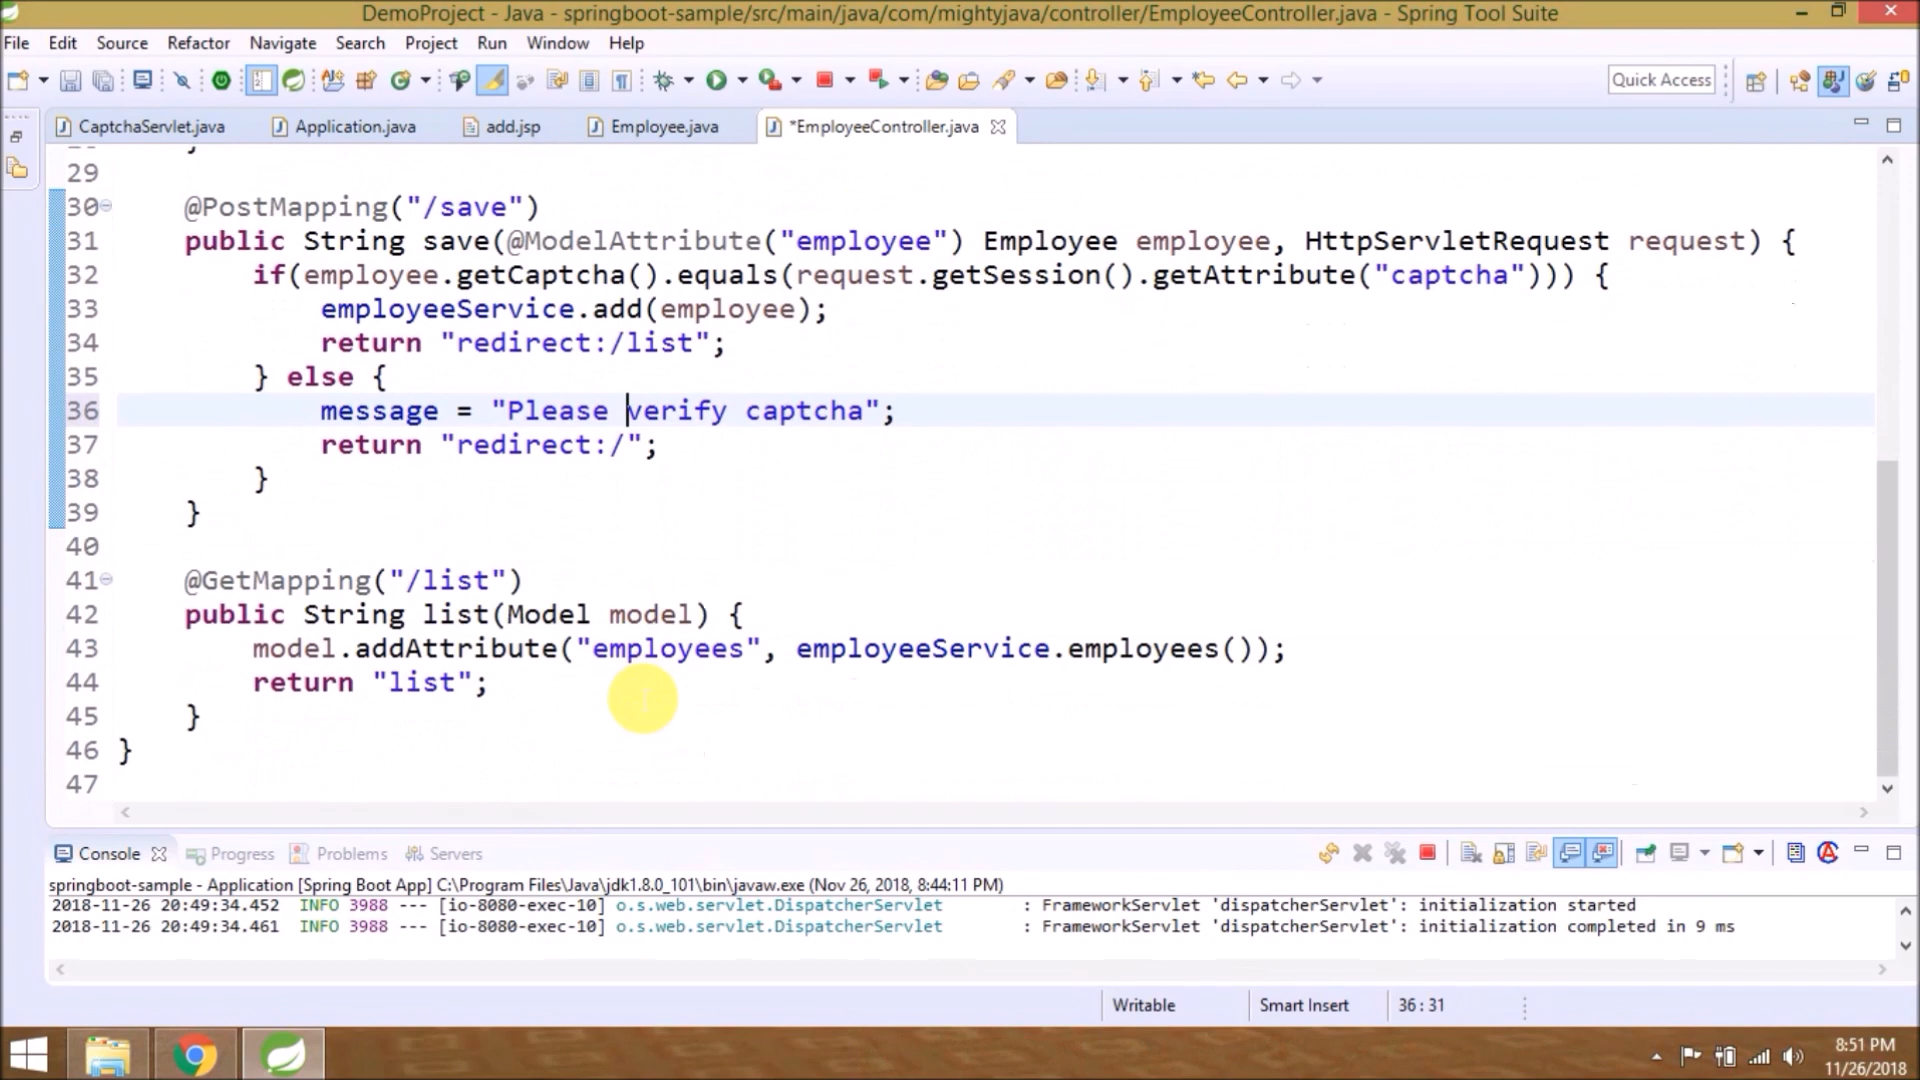 DemoProject - Java - springboot-sample/src/main/java/com/mightyjava/controller/EmployeeController.java - Spring Tool Suite
File Edit Source Refactor Navigate Search Project Run Window Help
Quick Access
CaptchaServlet.java Application.java add.jsp Employee.java *EmployeeController.java
29
30 @PostMapping("/save")
31 public String save(@ModelAttribute("employee") Employee employee, HttpServletRequest request) {
32 if(employee.getCaptcha().equals(request.getSession().getAttribute("captcha"))) {
33 employeeService.add(employee);
34 return "redirect:/list";
35 } else {
36 message = "Please verify captcha";
37 return "redirect:/";
38 }
39 }
40
41 @GetMapping("/list")
42 public String list(Model model) {
43 model.addAttribute("employees", employeeService.employees());
44 return "list";
45 }
46 }
47
Console Progress Problems Servers
springboot-sample - Application [Spring Boot App] C:\Program Files\Java\jdk1.8.0_101\bin\javaw.exe (Nov 26, 2018, 8:44:11 PM)
2018-11-26 20:49:34.452 INFO 3988 --- [io-8080-exec-10] o.s.web.servlet.DispatcherServlet : FrameworkServlet 'dispatcherServlet': initialization started
2018-11-26 20:49:34.461 INFO 3988 --- [io-8080-exec-10] o.s.web.servlet.DispatcherServlet : FrameworkServlet 'dispatcherServlet': initialization completed in 9 ms
Writable Smart Insert 36 : 31
8:51 PM
11/26/2018